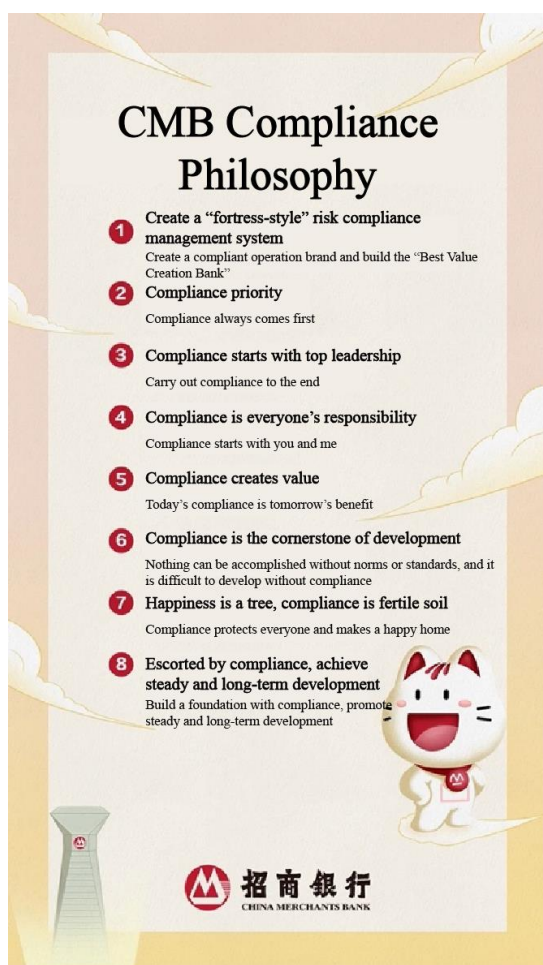 CMB Compliance
Philosophy
1
Create a “fortress-style” risk compliance
management system
Create a compliant operation brand and build the “Best Value
Creation Bank”
2
Compliance priority
Compliance always comes first
3
Compliance starts with top leadership
Carry out compliance to the end
4
Compliance is everyone’s responsibility
Compliance starts with you and me
5
Compliance creates value
Today’s compliance is tomorrow’s benefit
6
Compliance is the cornerstone of development
Nothing can be accomplished without norms or standards, and it
is difficult to develop without compliance
7
Happiness is a tree, compliance is fertile soil
Compliance protects everyone and makes a happy home
8
Escorted by compliance, achieve
steady and long-term development
Build a foundation with compliance, promote
steady and long-term development
招商银行
CHINA MERCHANTS BANK